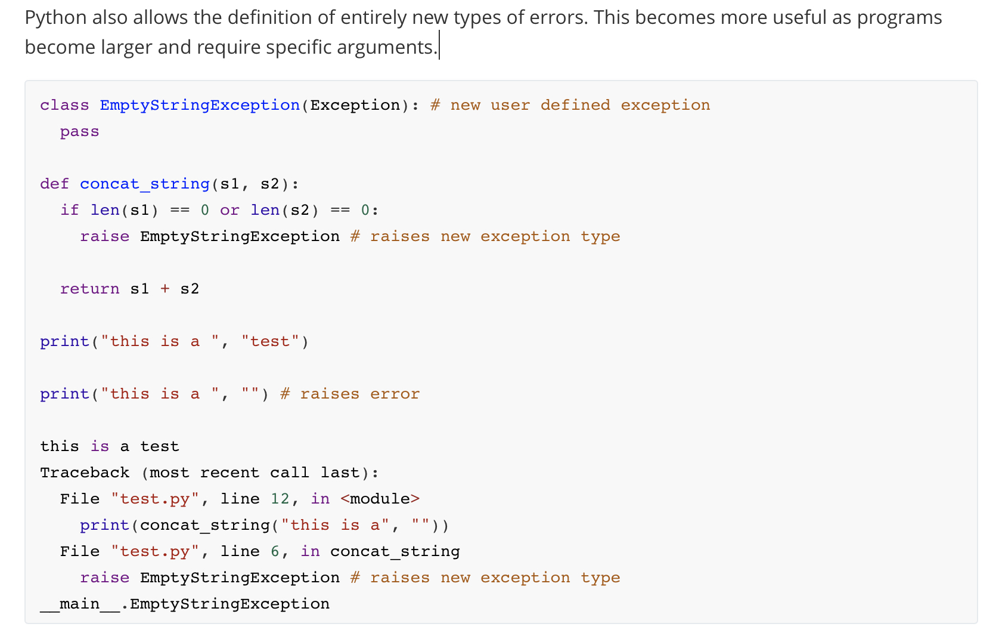 Python also allows the definition of entirely new types of errors. This becomes more useful as programs
become larger and require specific arguments.
class EmptyStringException(Exception): # new user defined exception
  pass
def concat_string(s1, s2):
  if len(s1) == 0 or len(s2) == 0:
    raise EmptyStringException # raises new exception type
  return s1 + s2
print("this is a ", "test")
print("this is a ", "") # raises error
this is a test
Traceback (most recent call last):
  File "test.py", line 12, in <module>
    print(concat_string("this is a", ""))
  File "test.py", line 6, in concat_string
    raise EmptyStringException # raises new exception type
__main__.EmptyStringException